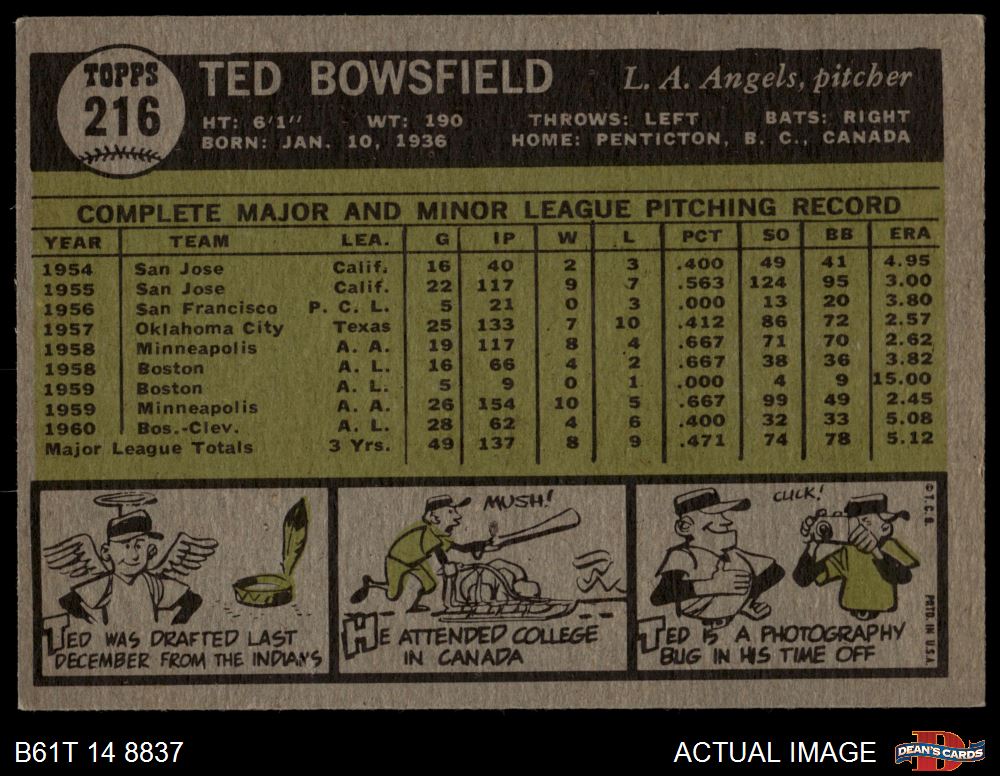 TOPPS
216
TED BOWSFIELD L. A. Angels, pitcher
HT: 6'1" WT: 190 THROWS: LEFT BATS: RIGHT
BORN: JAN. 10, 1936 HOME: PENTICTON, B. C., CANADA
COMPLETE MAJOR AND MINOR LEAGUE PITCHING RECORD
YEAR TEAM LEA. G IP W L PCT SO BB ERA
1954 San Jose Calif. 16 40 2 3 .400 49 41 4.95
1955 San Jose Calif. 22 117 9 7 .563 124 95 3.00
1956 San Francisco P. C. L. 5 21 0 3 .000 13 20 3.80
1957 Oklahoma City Texas 25 133 7 10 .412 86 72 2.57
1958 Minneapolis A. A. 19 117 8 4 .667 71 70 2.62
1958 Boston A. L. 16 66 4 2 .667 38 36 3.82
1959 Boston A. L. 5 9 0 1 .000 4 9 15.00
1959 Minneapolis A. A. 26 154 10 5 .667 99 49 2.45
1960 Bos.-Clev. A. L. 28 62 4 6 .400 32 33 5.08
Major League Totals 3 Yrs. 49 137 8 9 .471 74 78 5.12
TED WAS DRAFTED LAST
DECEMBER FROM THE INDIANS
MUSH!
HE ATTENDED COLLEGE
IN CANADA
CLICK!
TED IS A PHOTOGRAPHY
BUG IN HIS TIME OFF
© T. C. G.
PRTD. IN U.S.A.
B61T 14 8837 ACTUAL IMAGE
D
DEAN'S CARDS